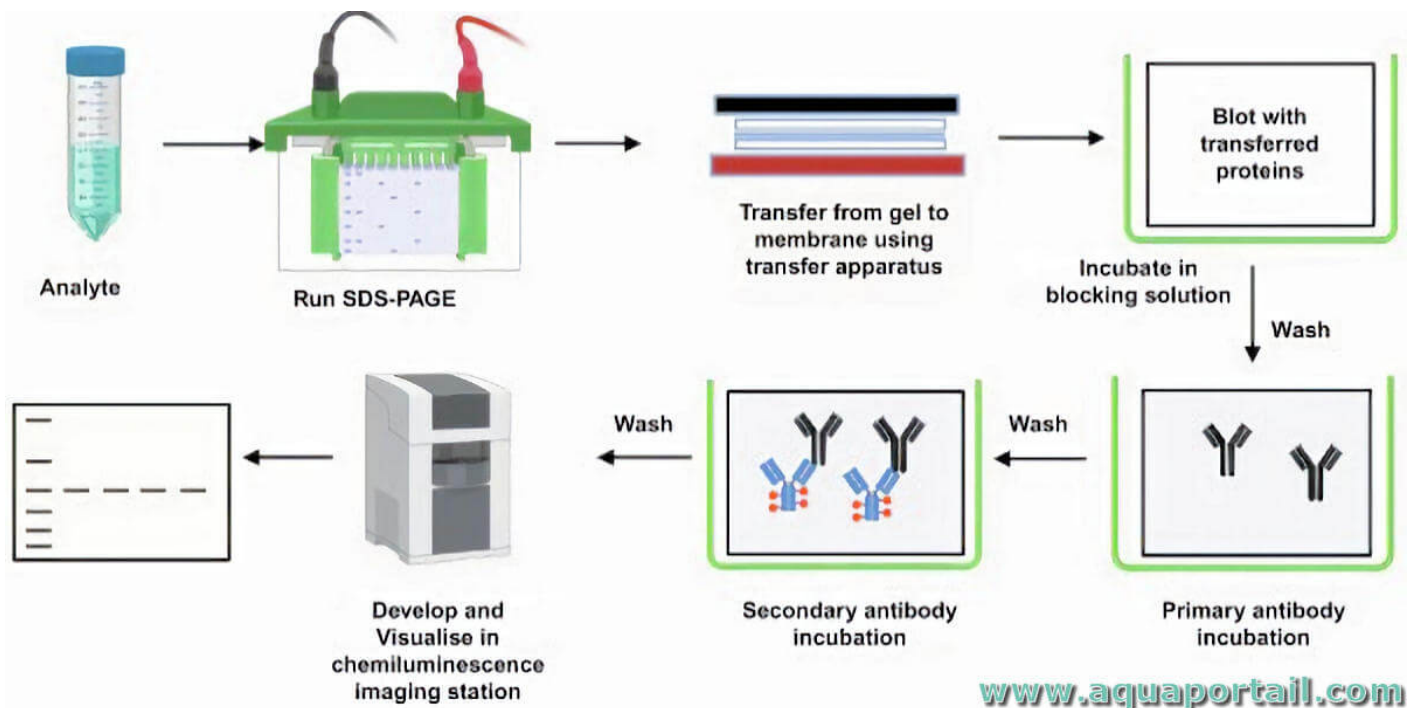 Analyte
Run SDS-PAGE
Transfer from gel to
membrane using
transfer apparatus
Blot with
transferred
proteins
Incubate in
blocking solution
Wash
Primary antibody
incubation
Wash
Secondary antibody
incubation
Wash
Develop and
Visualise in
chemiluminescence
imaging station
www.aquaportail.com